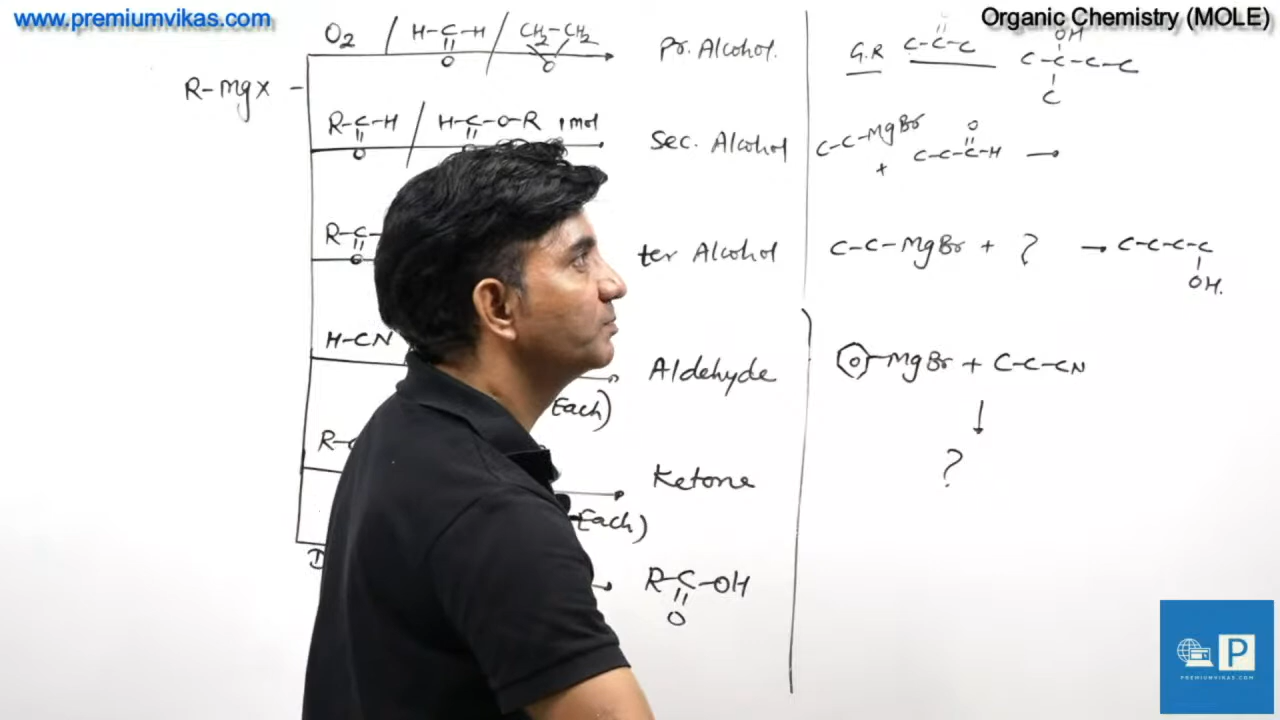 www.premiumvikas.com
Organic Chemistry (MOLE)
R-MgX
O2 / H-C-H / CH2-CH2
O O
Pr. Alcohol.
R-C-H / H-C-O-R 1mol
O
Sec. Alcohol
R-C-
O
ter Alcohol
H-CN
Each)
Aldehyde
R-
Each)
Ketone
R-C-OH
O
G.R
O
C-C-C
OH
C-C-C-C
C
C-C-MgBr
+
O
C-C-C-H →
C-C-MgBr + ? → C-C-C-C
OH.
O-MgBr + C-C-CN
↓
?
P
PREMIUMVIKAS.COM